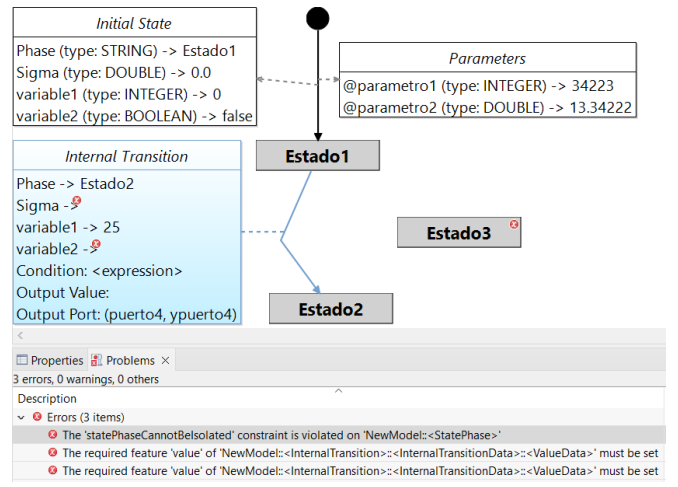 Initial State
Phase (type: STRING) -> Estado1
Sigma (type: DOUBLE) -> 0.0
variable1 (type: INTEGER) -> 0
variable2 (type: BOOLEAN) -> false
Parameters
@parametro1 (type: INTEGER) -> 34223
@parametro2 (type: DOUBLE) -> 13.34222
Estado1
Internal Transition
Phase -> Estado2
Sigma ->
variable1 -> 25
variable2 ->
Condition: <expression>
Output Value:
Output Port: (puerto4, ypuerto4)
Estado3
Estado2
Properties Problems
3 errors, 0 warnings, 0 others
Description
Errors (3 items)
The 'statePhaseCannotBeIsolated' constraint is violated on 'NewModel::<StatePhase>'
The required feature 'value' of 'NewModel::<InternalTransition>::<InternalTransitionData>::<ValueData>' must be set
The required feature 'value' of 'NewModel::<InternalTransition>::<InternalTransitionData>::<ValueData>' must be set